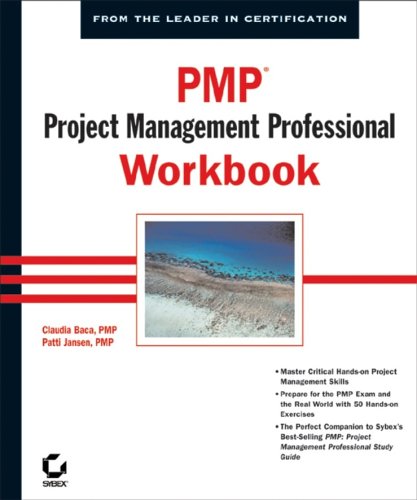 FROM THE LEADER IN CERTIFICATION
PMP®
Project Management Professional
Workbook
Claudia Baca, PMP
Patti Jansen, PMP
• Master Critical Hands-on Project
Management Skills
• Prepare for the PMP Exam and
the Real World with 50 Hands-on
Exercises
• The Perfect Companion to Sybex's
Best-Selling PMP: Project
Management Professional Study
Guide
SYBEX®